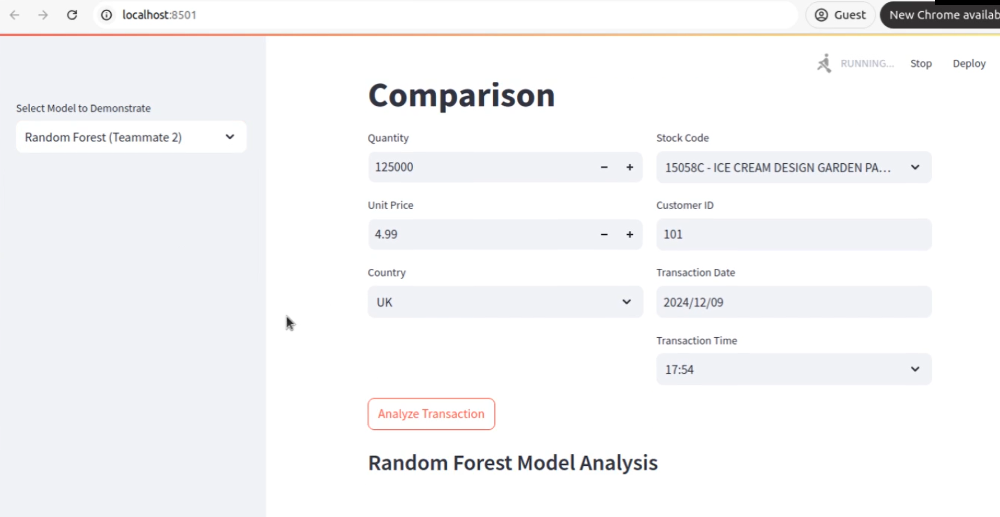 localhost:8501
Guest
New Chrome availab
RUNNING...
Stop
Deploy
Select Model to Demonstrate
Random Forest (Teammate 2)
Comparison
Quantity
125000
Stock Code
15058C - ICE CREAM DESIGN GARDEN PA...
Unit Price
4.99
Customer ID
101
Country
UK
Transaction Date
2024/12/09
Transaction Time
17:54
Analyze Transaction
Random Forest Model Analysis